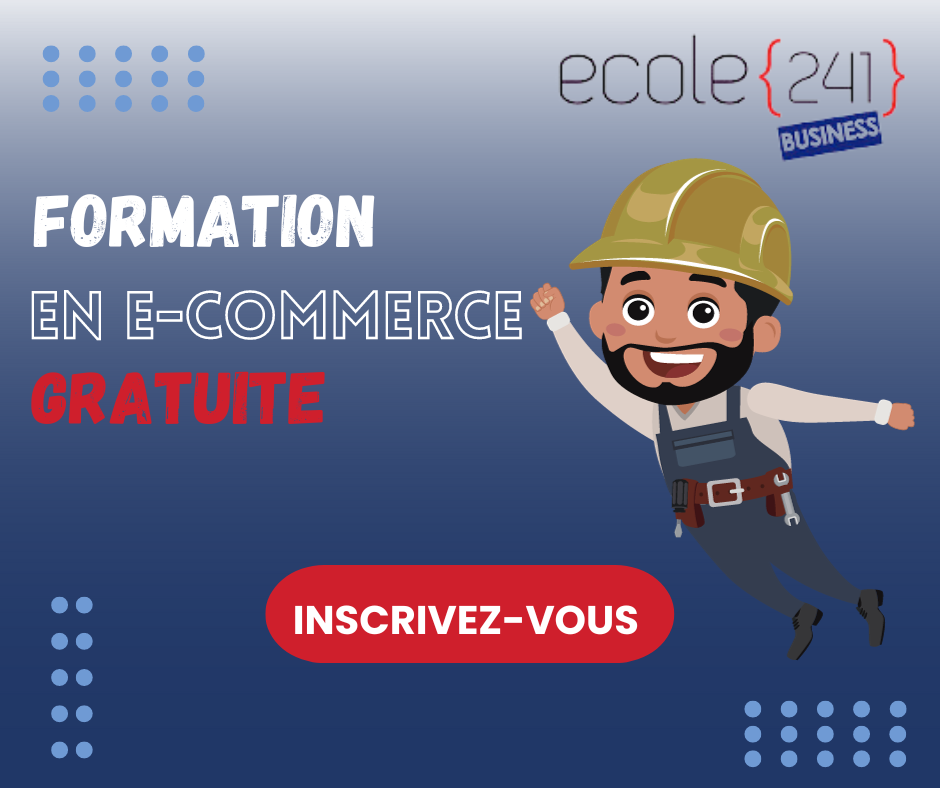 ecole{241}
BUSINESS
FORMATION
EN E-COMMERCE
GRATUITE
INSCRIVEZ-VOUS